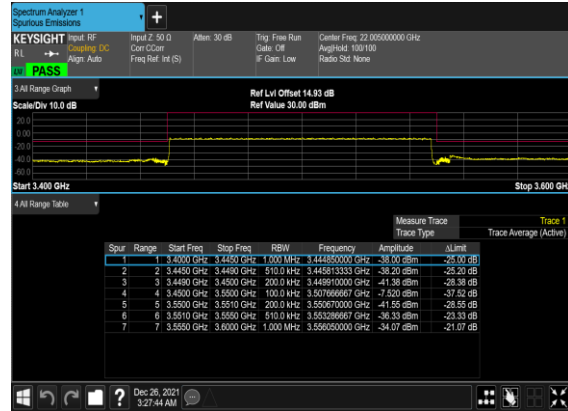 Spectrum Analyzer 1
Spurious Emissions
KEYSIGHT Input: RF Input Z: 50 Ω Atten: 30 dB Trig: Free Run Center Freq: 22.005000000 GHz
R L Coupling: DC Corr CCorr Gate: Off Avg|Hold: 100/100
Align: Auto Freq Ref: Int (S) IF Gain: Low Radio Std: None
PASS
3 All Range Graph Ref Lvl Offset 14.93 dB
Scale/Div 10.0 dB Ref Value 30.00 dBm
20.0
0.00
-20.0
-40.0
-60.0
Start 3.400 GHz Stop 3.600 GHz
4 All Range Table
Measure Trace Trace 1
Trace Type Trace Average (Active)
Spur Range Start Freq Stop Freq RBW Frequency Amplitude ΔLimit
1 1 3.4000 GHz 3.4450 GHz 1.000 MHz 3.444850000 GHz -38.00 dBm -25.00 dB
2 2 3.4450 GHz 3.4490 GHz 510.0 kHz 3.445813333 GHz -38.20 dBm -25.20 dB
3 3 3.4490 GHz 3.4500 GHz 200.0 kHz 3.449910000 GHz -41.38 dBm -28.38 dB
4 4 3.4500 GHz 3.5500 GHz 100.0 kHz 3.507666667 GHz -7.520 dBm -37.52 dB
5 5 3.5500 GHz 3.5510 GHz 200.0 kHz 3.550670000 GHz -41.55 dBm -28.55 dB
6 6 3.5510 GHz 3.5550 GHz 510.0 kHz 3.553286667 GHz -36.33 dBm -23.33 dB
7 7 3.5550 GHz 3.6000 GHz 1.000 MHz 3.556050000 GHz -34.07 dBm -21.07 dB
Dec 26, 2021
3:27:44 AM